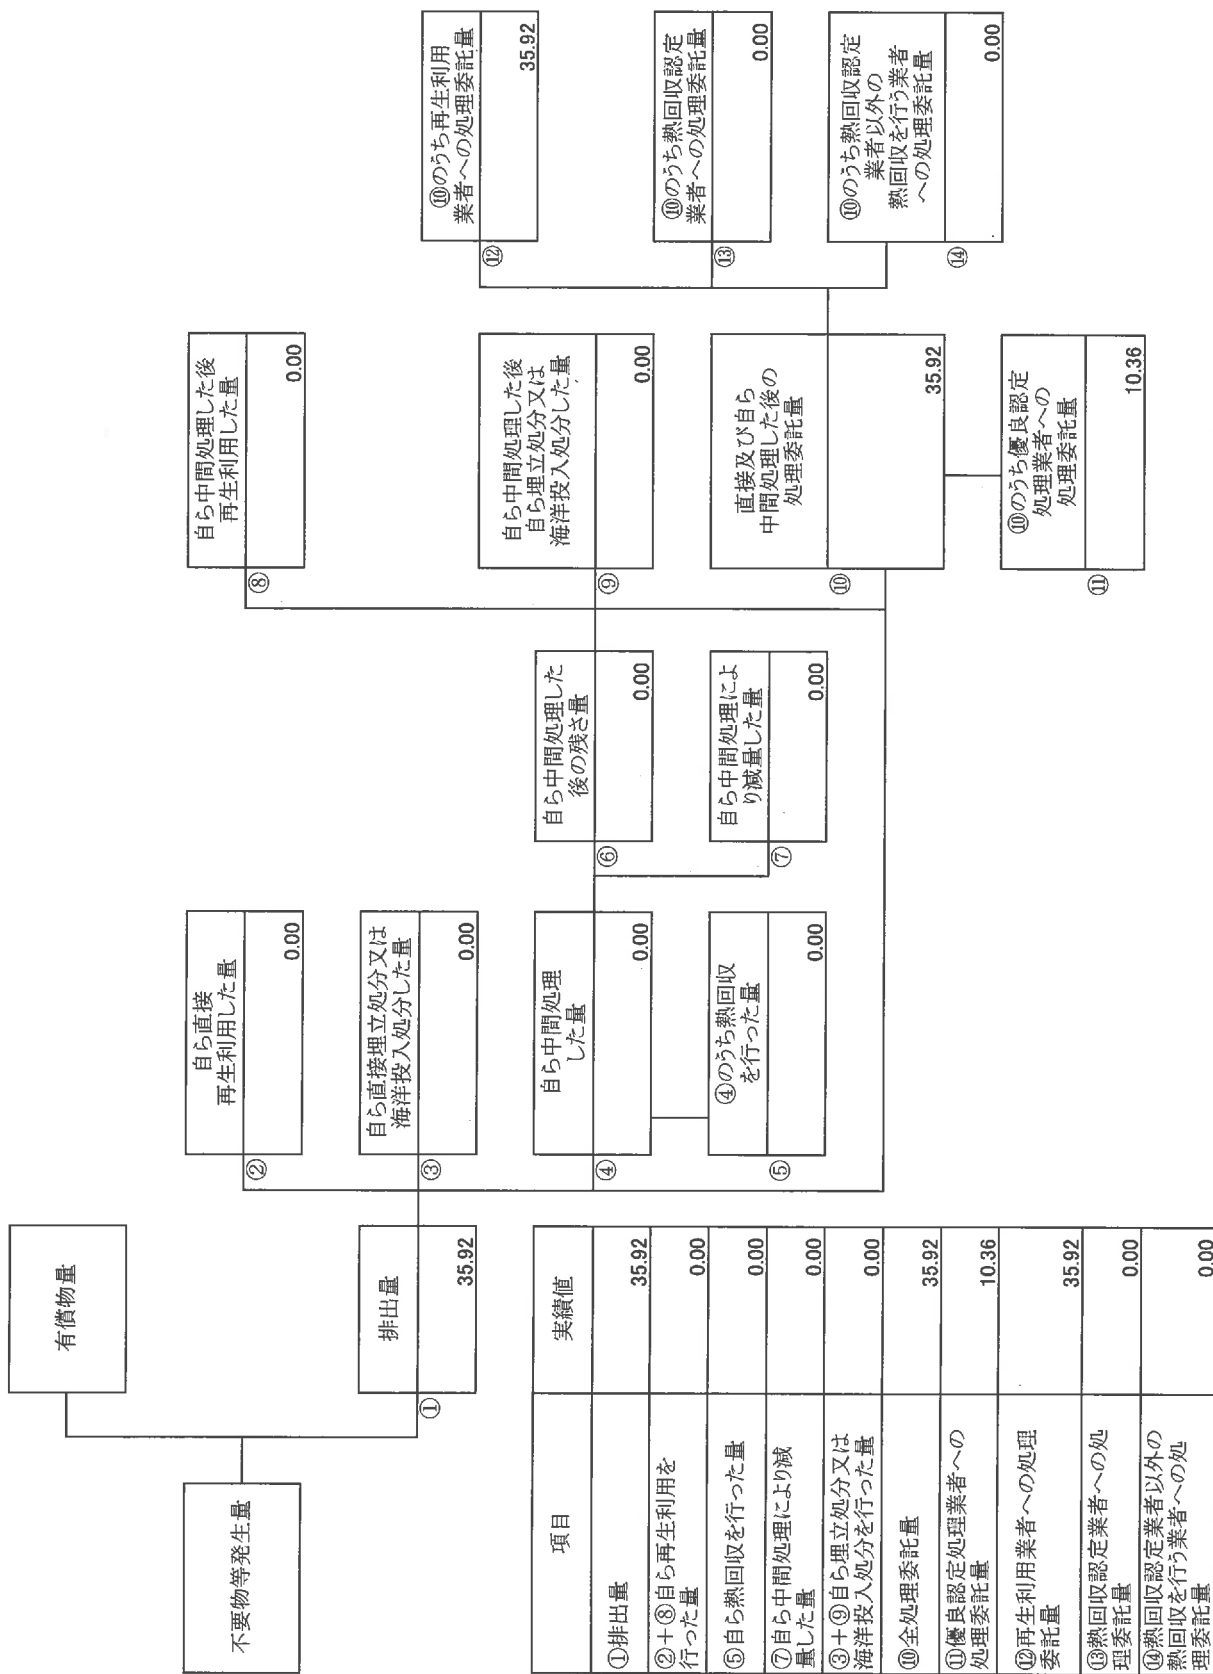 不要物等発生量
有償物量
①
排出量
35.92
②
自ら直接
再生利用した量
0.00
③
自ら直接埋立処分又は
海洋投入処分した量
0.00
④
自ら中間処理
した量
0.00
⑤
④のうち熱回収
を行った量
0.00
⑥
自ら中間処理した
後の残さ量
0.00
⑦
自ら中間処理によ
り減量した量
0.00
⑧
自ら中間処理した後
再生利用した量
0.00
⑨
自ら中間処理した後
自ら埋立処分又は
海洋投入処分した量
0.00
⑩
直接及び自ら
中間処理した後の
処理委託量
35.92
⑪
⑩のうち優良認定
処理業者への
処理委託量
10.36
⑫
⑩のうち再生利用
業者への処理委託量
35.92
⑬
⑩のうち熱回収認定
業者への処理委託量
0.00
⑭
⑩のうち熱回収認定
業者以外の
熱回収を行う業者
への処理委託量
0.00
項目 実績値
①排出量 35.92
②+⑧自ら再生利用を
行った量 0.00
⑤自ら熱回収を行った量 0.00
⑦自ら中間処理により減
量した量 0.00
③+⑨自ら埋立処分又は
海洋投入処分を行った量 0.00
⑩全処理委託量 35.92
⑪優良認定処理業者への
処理委託量 10.36
⑫再生利用業者への処理
委託量 35.92
⑬熱回収認定業者への処
理委託量 0.00
⑭熱回収認定業者以外の
熱回収を行う業者への処
理委託量 0.00